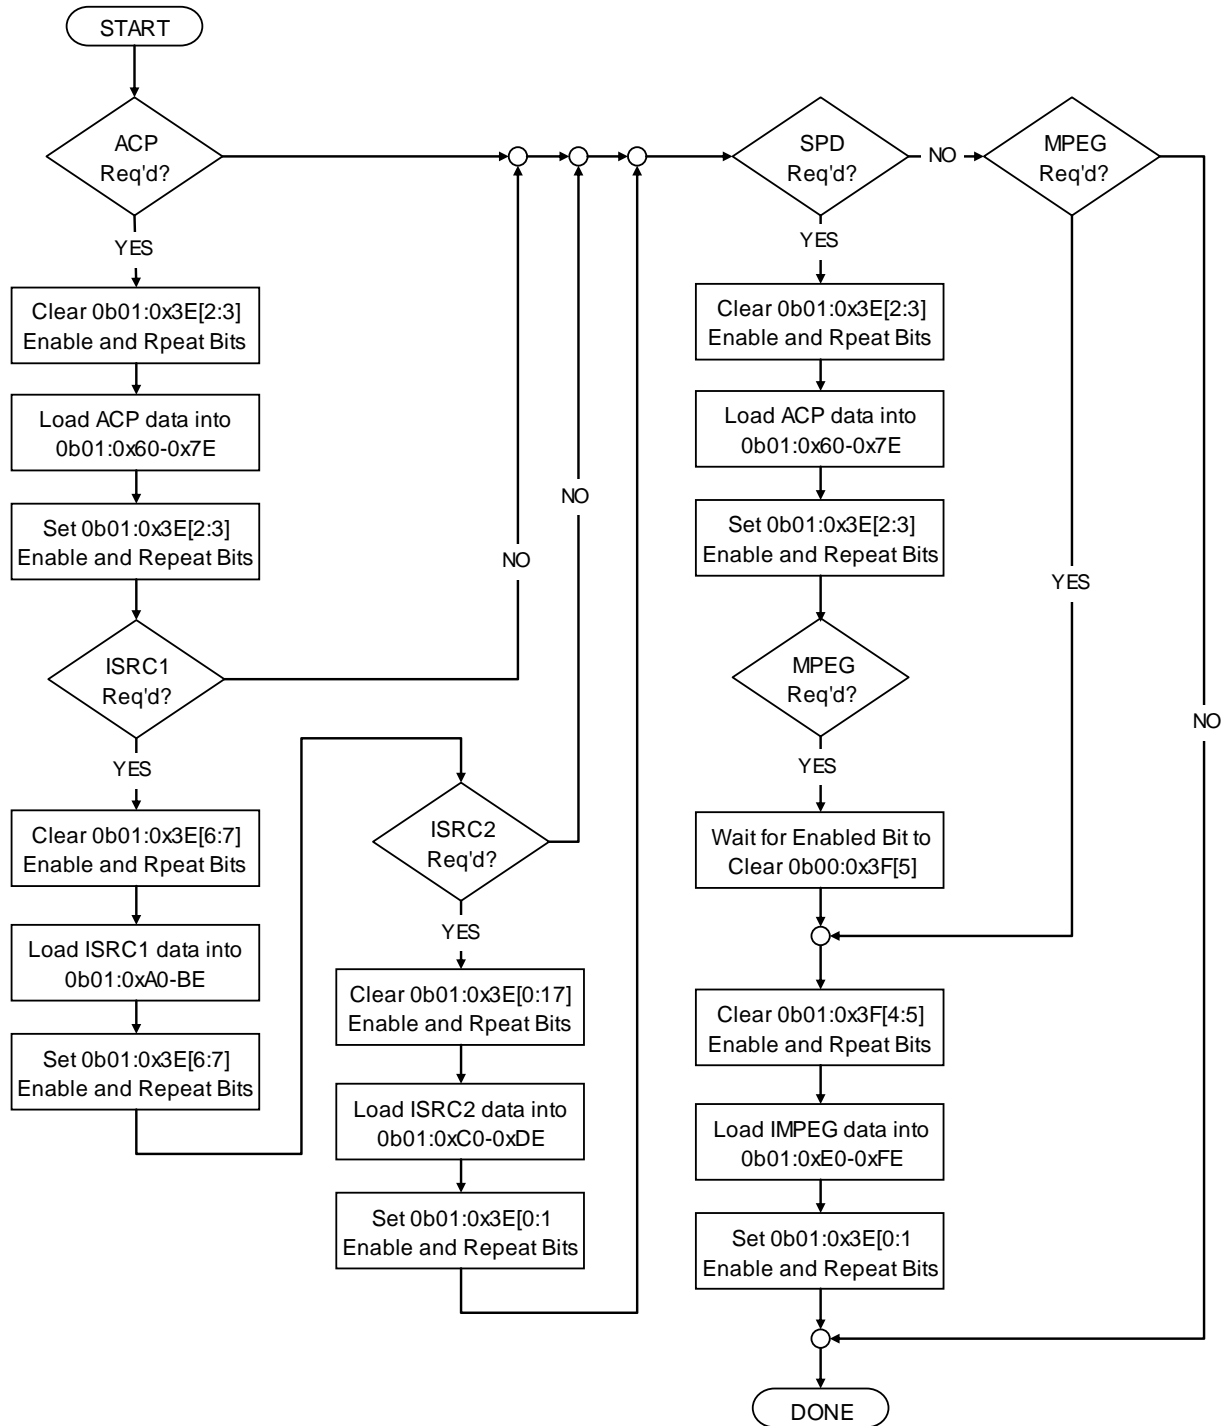 START
ACP
Req'd?
YES
Clear 0b01:0x3E[2:3]
Enable and Rpeat Bits
Load ACP data into
0b01:0x60-0x7E
Set 0b01:0x3E[2:3]
Enable and Repeat Bits
ISRC1
Req'd?
NO
YES
Clear 0b01:0x3E[6:7]
Enable and Rpeat Bits
Load ISRC1 data into
0b01:0xA0-BE
Set 0b01:0x3E[6:7]
Enable and Repeat Bits
ISRC2
Req'd?
NO
YES
Clear 0b01:0x3E[0:17]
Enable and Rpeat Bits
Load ISRC2 data into
0b01:0xC0-0xDE
Set 0b01:0x3E[0:1
Enable and Repeat Bits
SPD
Req'd?
NO
MPEG
Req'd?
YES
Clear 0b01:0x3E[2:3]
Enable and Rpeat Bits
Load ACP data into
0b01:0x60-0x7E
Set 0b01:0x3E[2:3]
Enable and Repeat Bits
YES
MPEG
Req'd?
NO
YES
Wait for Enabled Bit to
Clear 0b00:0x3F[5]
Clear 0b01:0x3F[4:5]
Enable and Rpeat Bits
Load IMPEG data into
0b01:0xE0-0xFE
Set 0b01:0x3E[0:1
Enable and Repeat Bits
DONE